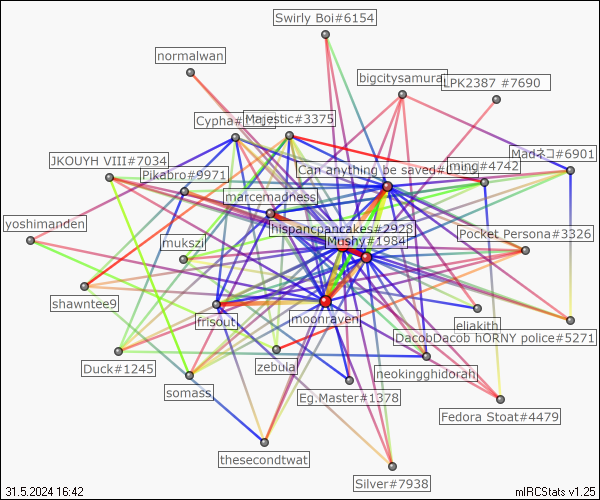 Swirly Boi#6154
normalwan
bigcitysamurai
LPK2387 #7690
Majestic#3375
Madネコ#6901
JKOUYH VIII#7034
Can anything be saved#
ming#4742
Pikabro#9971
marcemadness
yoshimanden
hispancpancakes#2928
Pocket Persona#3326
mukszi
Mushy#1984
shawntee9
frisout
moonraven
eliakith
DacobDacob hORNY police#5271
Duck#1245
zebula
neokingghidorah
somass
Eg.Master#1378
Fedora Stoat#4479
thesecondtwat
Silver#7938
31.5.2024 16:42
mIRCStats v1.25